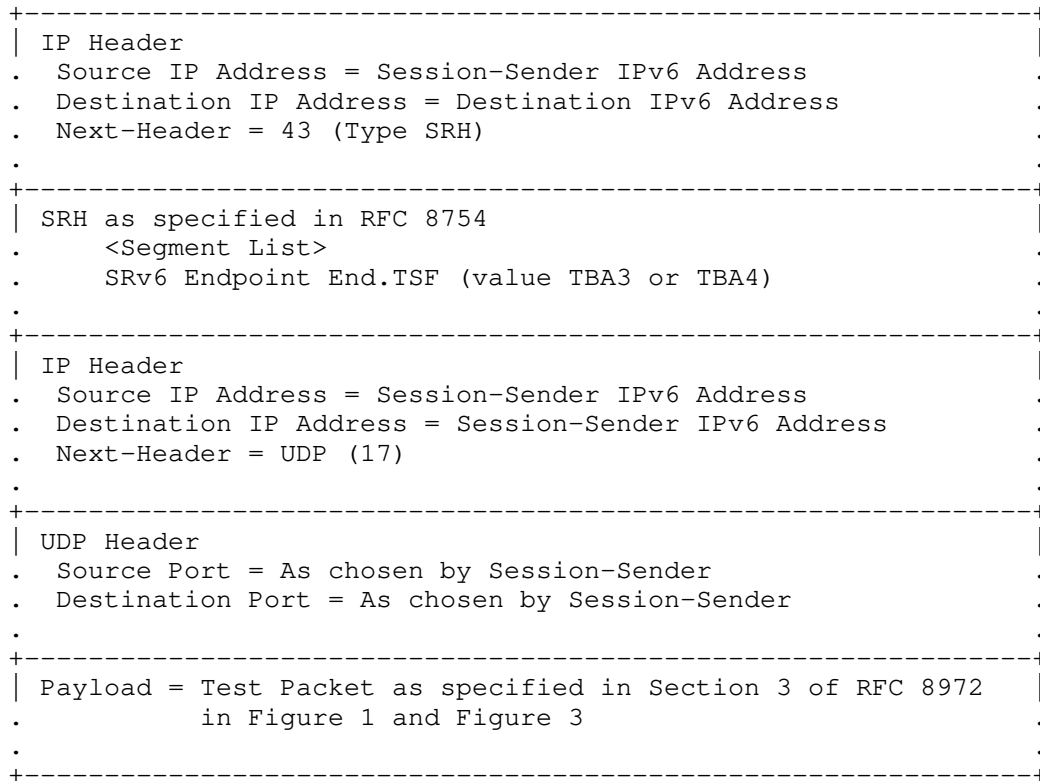 +---------------------------------------------------------------+
| IP Header                                                     |
.  Source IP Address = Session-Sender IPv6 Address              .
.  Destination IP Address = Destination IPv6 Address            .
.  Next-Header = 43 (Type SRH)                                  .
.                                                               .
+---------------------------------------------------------------+
| SRH as specified in RFC 8754                                  |
.     <Segment List>                                            .
.     SRv6 Endpoint End.TSF (value TBA3 or TBA4)                .
.                                                               .
+---------------------------------------------------------------+
| IP Header                                                     |
.  Source IP Address = Session-Sender IPv6 Address              .
.  Destination IP Address = Session-Sender IPv6 Address         .
.  Next-Header = UDP (17)                                       .
.                                                               .
+---------------------------------------------------------------+
| UDP Header                                                    |
.  Source Port = As chosen by Session-Sender                    .
.  Destination Port = As chosen by Session-Sender               .
.                                                               .
+---------------------------------------------------------------+
| Payload = Test Packet as specified in Section 3 of RFC 8972   |
.           in Figure 1 and Figure 3                            .
.                                                               .
+---------------------------------------------------------------+